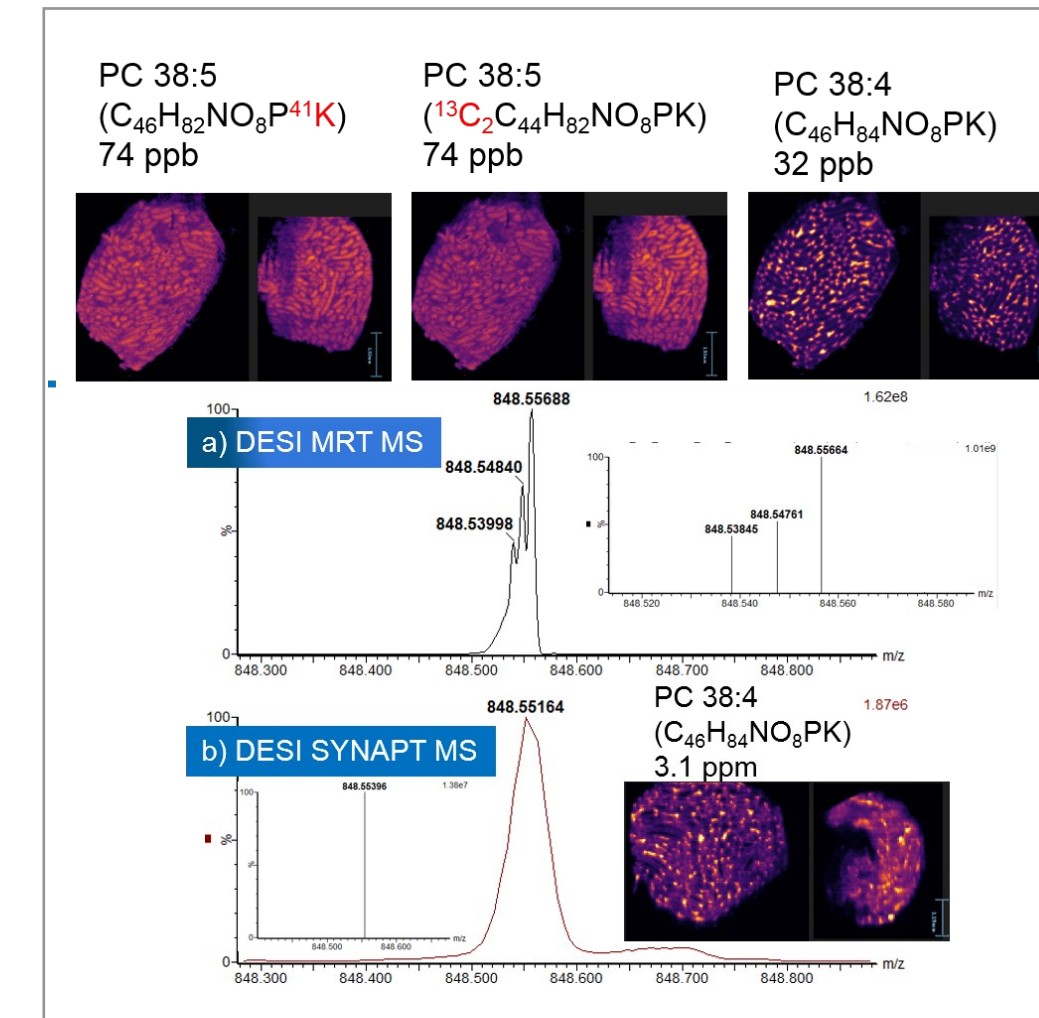 PC 38:5
(C₄₆H₈₂NO₈P⁴¹K)
74 ppb
PC 38:5
(¹³C₂C₄₄H₈₂NO₈PK)
74 ppb
PC 38:4
(C₄₆H₈₄NO₈PK)
32 ppb
a) DESI MRT MS
1.62e8
100
%
0
848.55688
848.54840
848.53998
848.300
848.400
848.500
848.600
848.700
848.800
m/z
1.01e9
100
%
0
848.55664
848.54761
848.53845
848.520
848.540
848.560
848.580
m/z
b) DESI SYNAPT MS
1.87e6
100
%
0
848.55164
PC 38:4
(C₄₆H₈₄NO₈PK)
3.1 ppm
848.55396
1.38e7
100
%
0
848.500
848.600
m/z
848.300
848.400
848.500
848.600
848.700
848.800
m/z